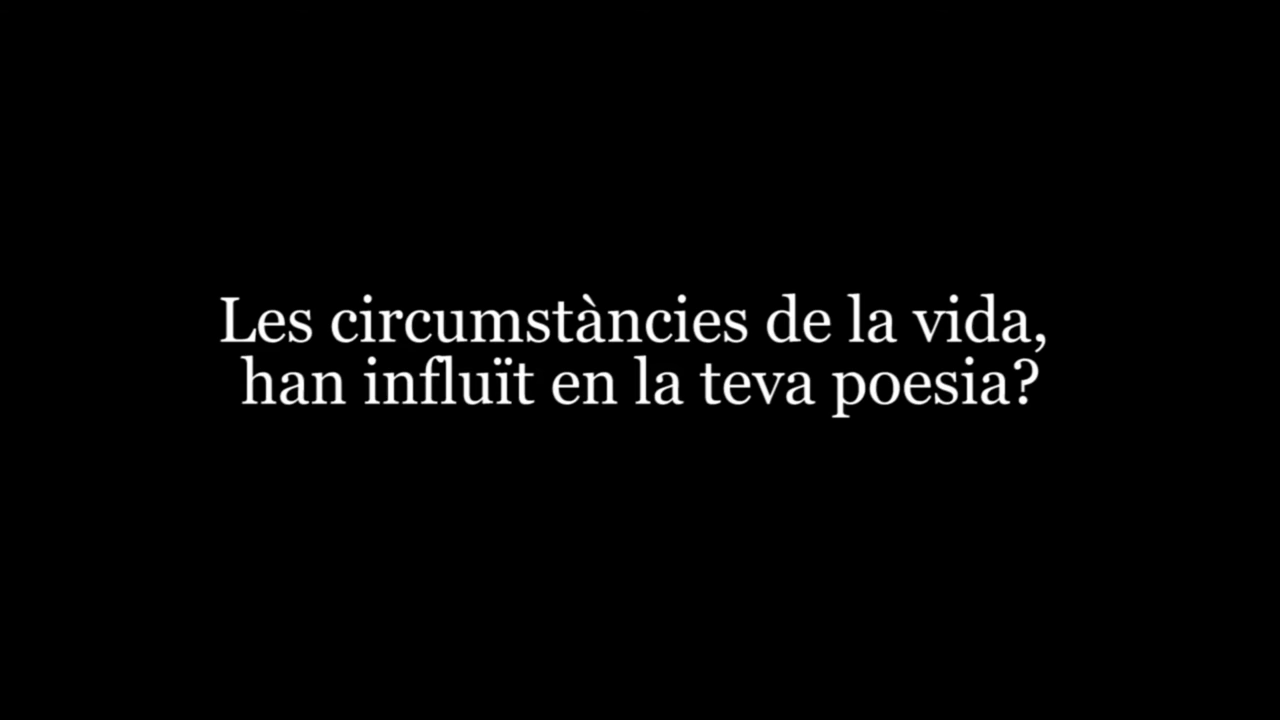 Les circumstàncies de la vida,
han influït en la teva poesia?